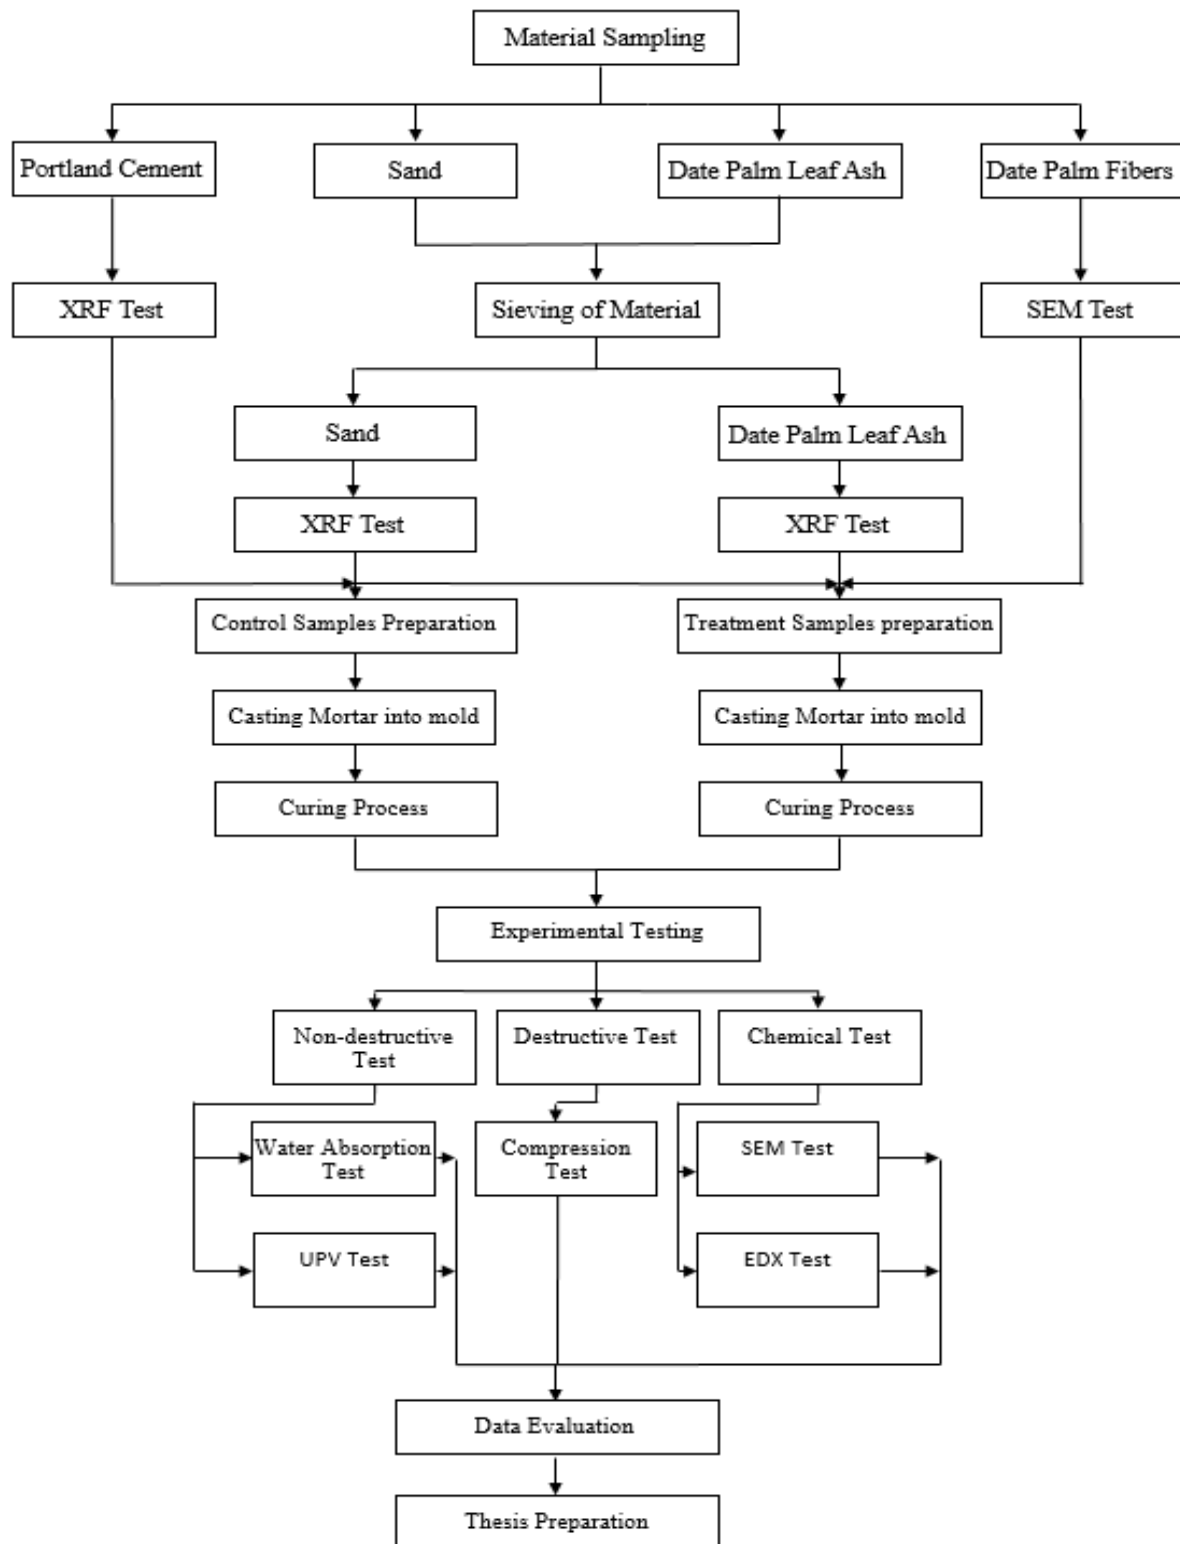 Material Sampling
Portland Cement
Sand
Date Palm Leaf Ash
Date Palm Fibers
XRF Test
Sieving of Material
SEM Test
Sand
Date Palm Leaf Ash
XRF Test
XRF Test
Control Samples Preparation
Treatment Samples preparation
Casting Mortar into mold
Casting Mortar into mold
Curing Process
Curing Process
Experimental Testing
Non-destructive
Test
Destructive Test
Chemical Test
Water Absorption
Test
Compression
Test
SEM Test
UPV Test
EDX Test
Data Evaluation
Thesis Preparation